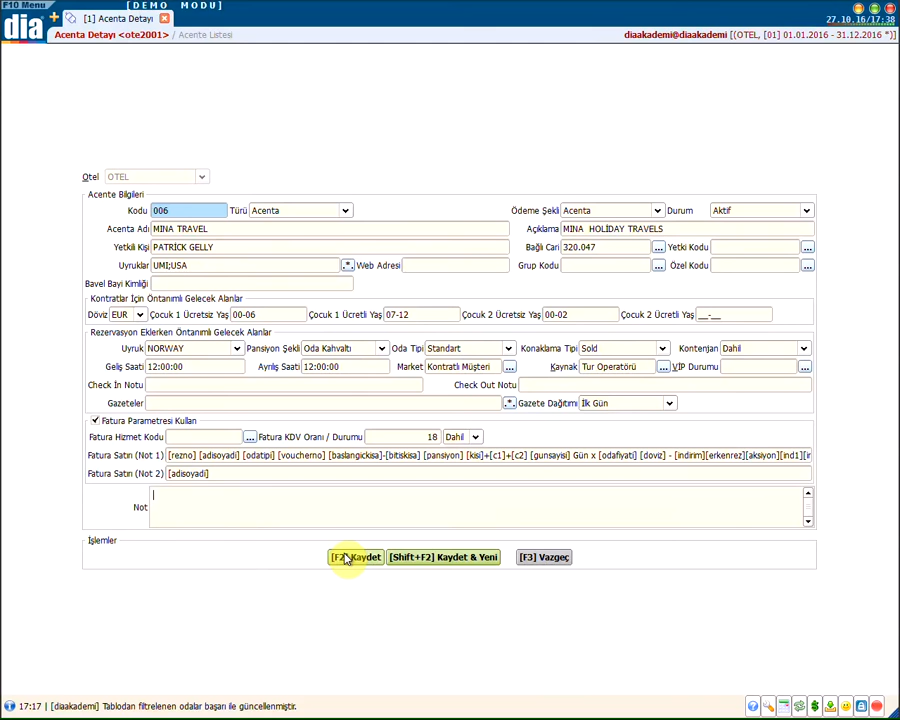 F10 Menu [DEMO MODU]
dia [1] Acenta Detayı 27.10.16/17:38
Acenta Detayı <ote2001> / Acente Listesi diaakademi@diaakademi [(OTEL, [01] 01.01.2016 - 31.12.2016 *)]
Otel OTEL
Acente Bilgileri
Kodu 006 Türü Acenta Ödeme Şekli Acenta Durum Aktif
Acenta Adı MINA TRAVEL Açıklama MINA HOLİDAY TRAVELS
Yetkili Kişi PATRİCK GELLY Bağlı Cari 320.047 ... Yetki Kodu ...
Uyruklar UMI;USA .*. Web Adresi Grup Kodu ... Özel Kodu ...
Bavel Bayi Kimliği
Kontratlar İçin Öntanımlı Gelecek Alanlar
Döviz EUR Çocuk 1 Ücretsiz Yaş 00-06 Çocuk 1 Ücretli Yaş 07-12 Çocuk 2 Ücretsiz Yaş 00-02 Çocuk 2 Ücretli Yaş __-__
Rezervasyon Eklerken Öntanımlı Gelecek Alanlar
Uyruk NORWAY Pansiyon Şekli Oda Kahvaltı Oda Tipi Standart Konaklama Tipi Sold Kontenjan Dahil
Geliş Saati 12:00:00 Ayrılış Saati 12:00:00 Market Kontratlı Müşteri ... Kaynak Tur Operatörü ... VİP Durumu ...
Check İn Notu Check Out Notu
Gazeteler .*. Gazete Dağıtımı İlk Gün
Fatura Parametresi Kullan
Fatura Hizmet Kodu ... Fatura KDV Oranı / Durumu 18 Dahil
Fatura Satırı (Not 1) [rezno] [adisoyadi] [odatipi] [voucherno] [baslangickisa]-[bitiskisa] [pansiyon] [kisi]+[c1]+[c2] [gunsayisi] Gün x [odafiyati] [doviz] - [indirim][erkenrez][aksiyon][ind1][ir
Fatura Satırı (Not 2) [adisoyadi]
Not
İşlemler
[F2] Kaydet [Shift+F2] Kaydet & Yeni [F3] Vazgeç
17:17 | [diaakademi] Tablodan filtrelenen odalar başarı ile güncellenmiştir.